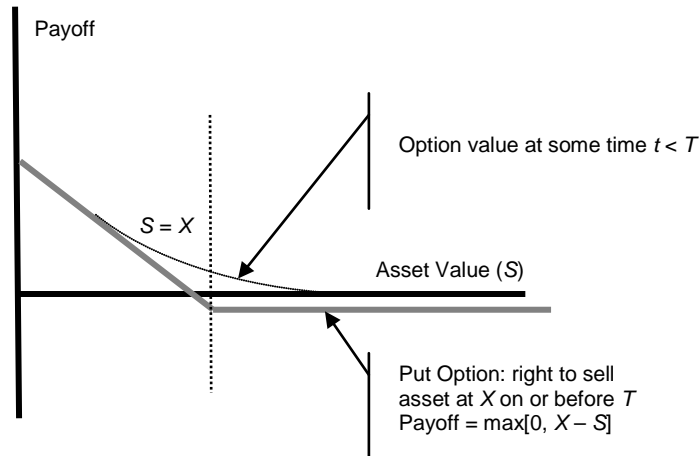 Payoff
Option value at some time t < T
S = X
Asset Value (S)
Put Option: right to sell
asset at X on or before T
Payoff = max[0, X – S]